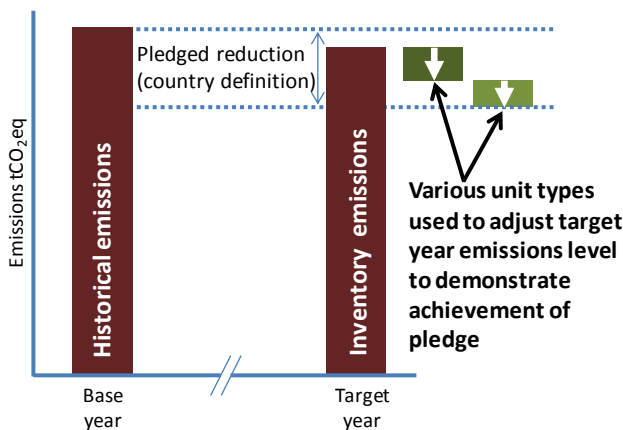 Emissions tCO₂eq
Historical emissions
Pledged reduction
(country definition)
Inventory emissions
Various unit types
used to adjust target
year emissions level
to demonstrate
achievement of
pledge
Base
year
Target
year